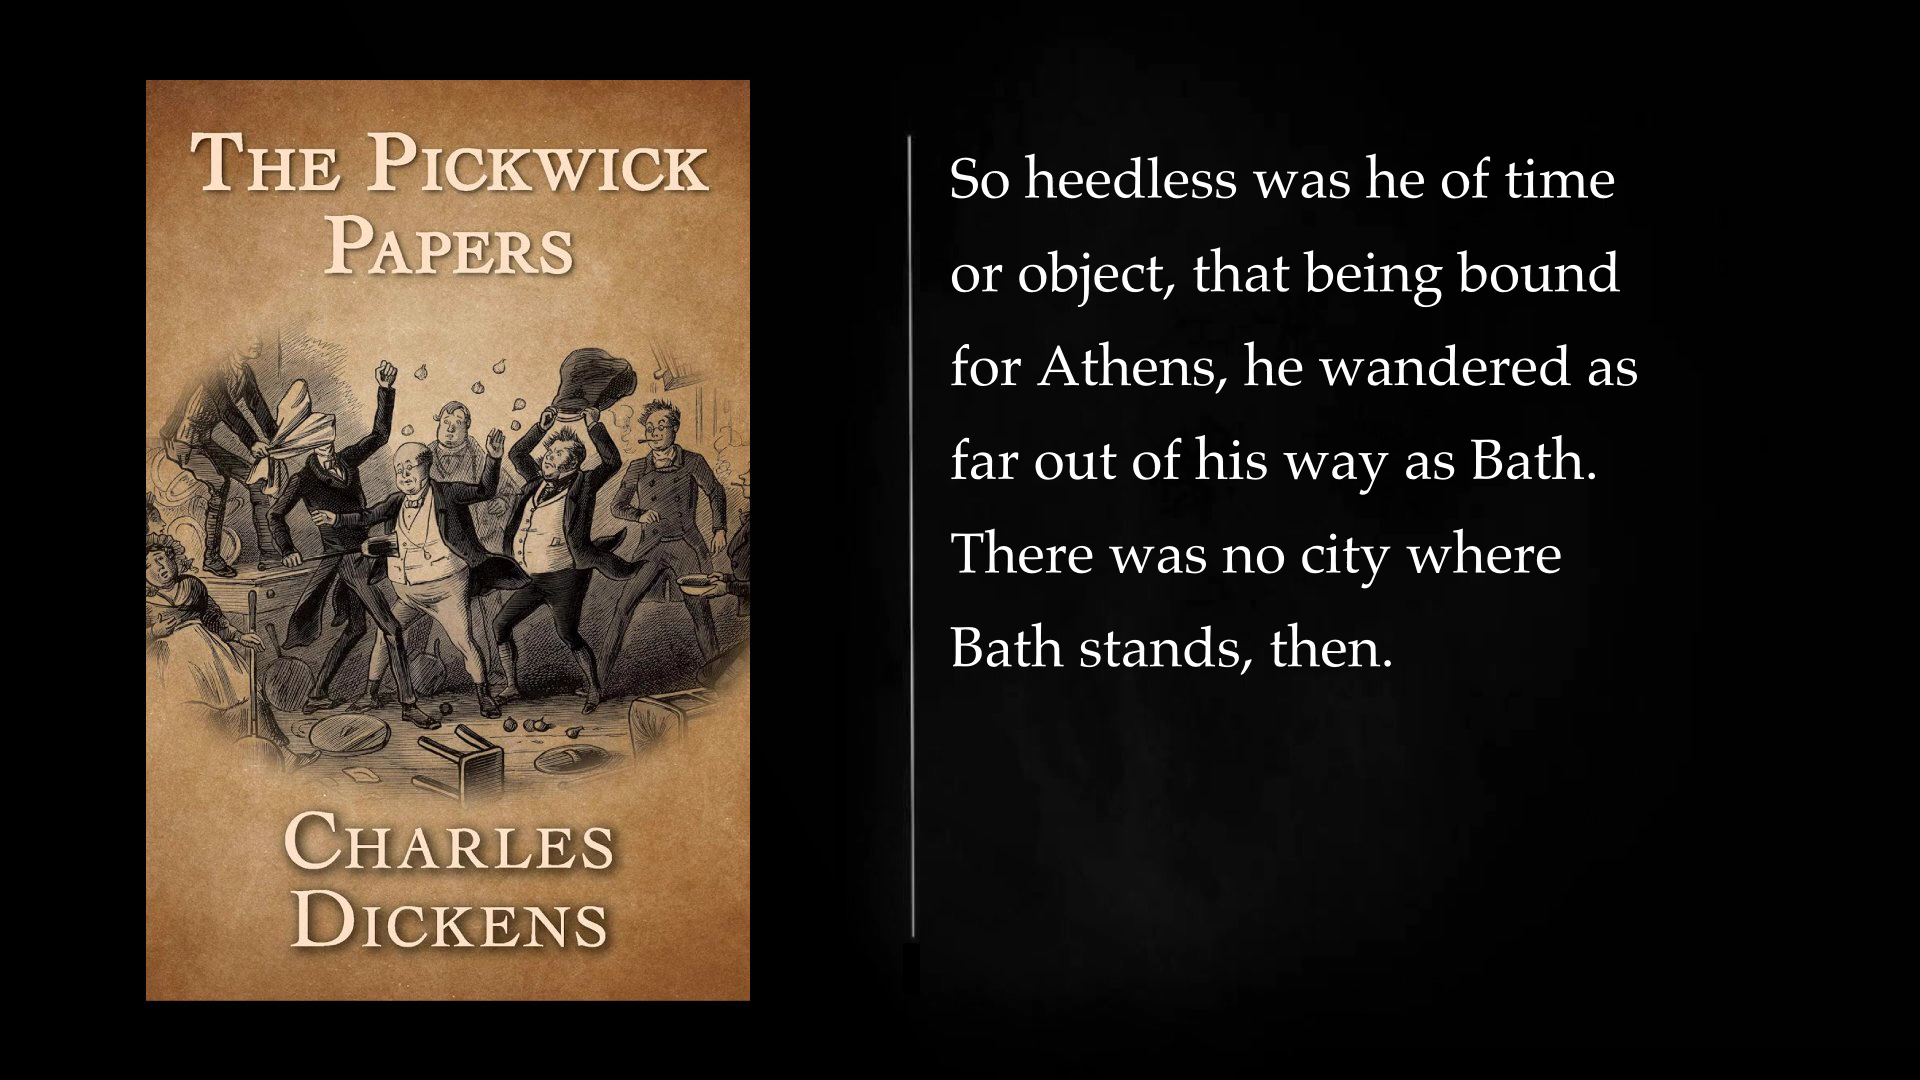 The Pickwick
Papers
Charles
Dickens
So heedless was he of time
or object, that being bound
for Athens, he wandered as
far out of his way as Bath.
There was no city where
Bath stands, then.